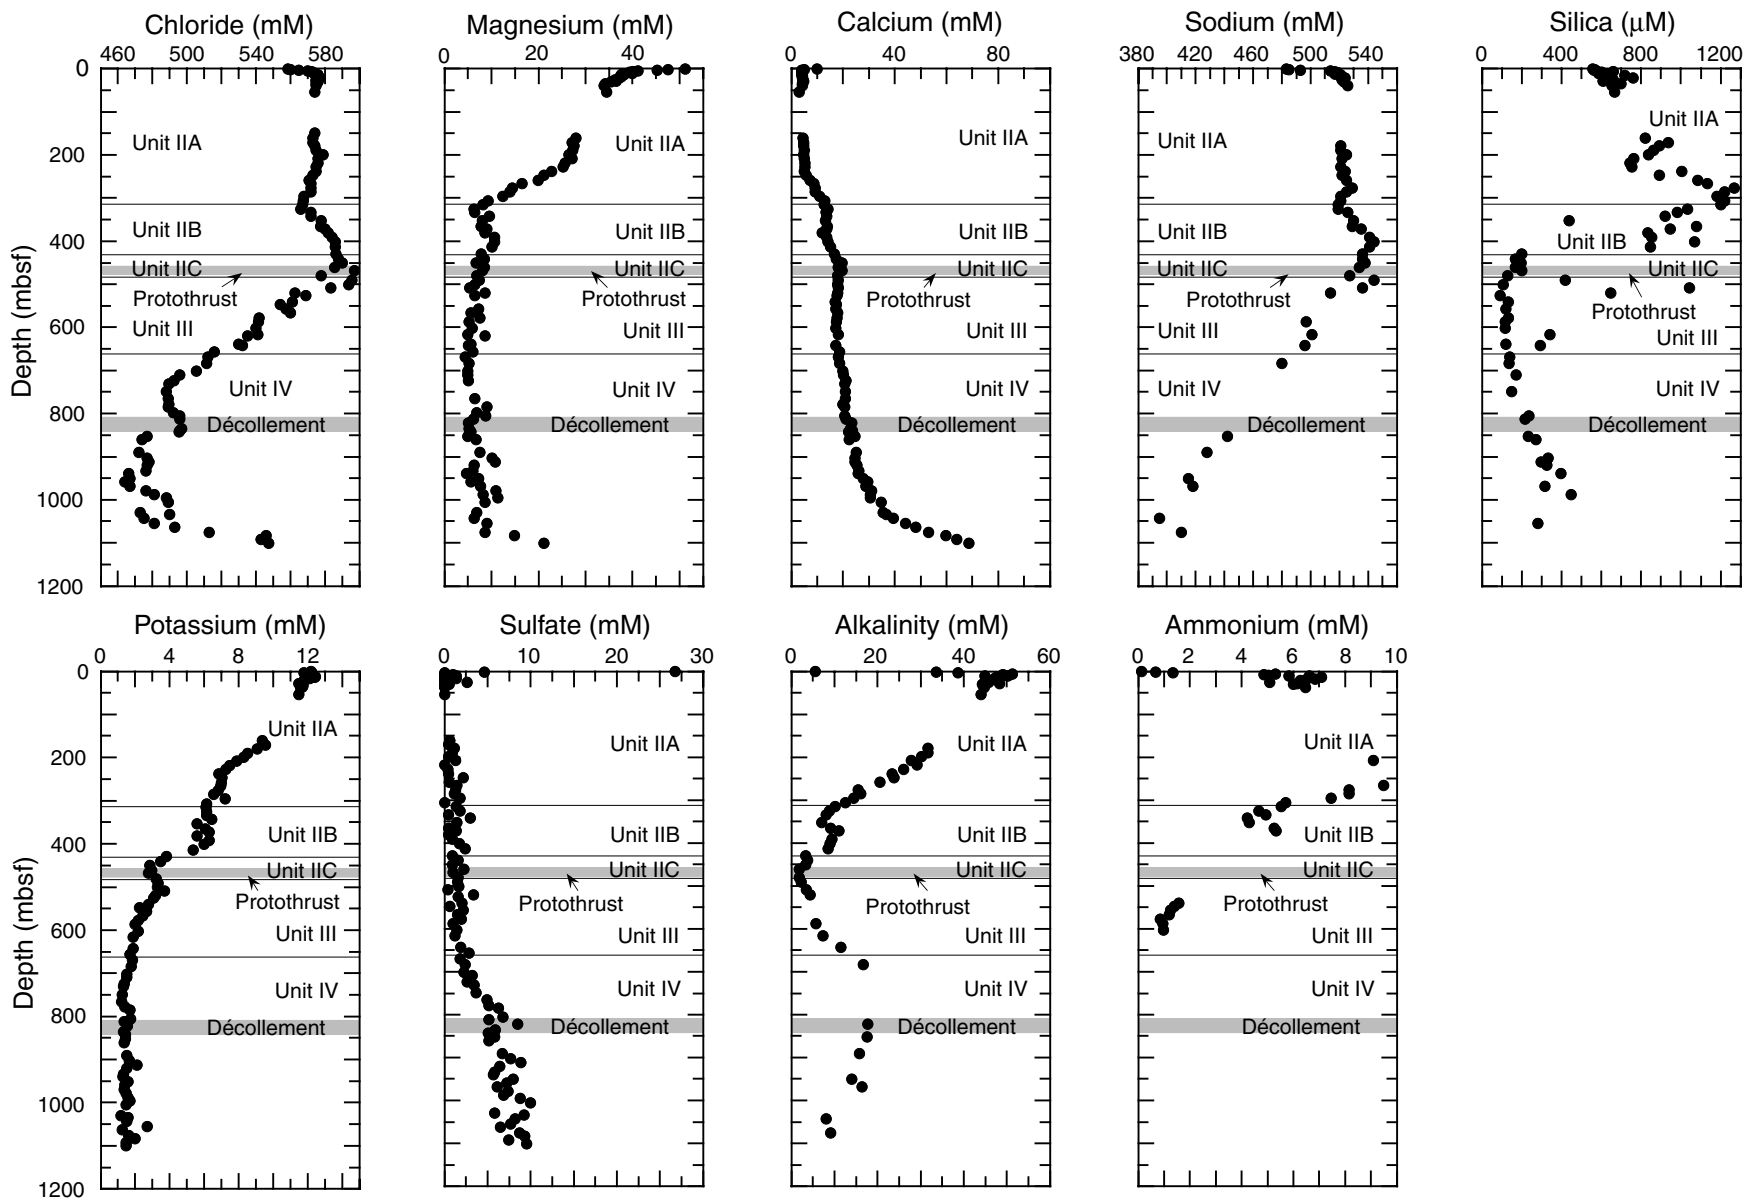 Chloride (mM) Magnesium (mM) Calcium (mM) Sodium (mM) Silica (μM)
460 500 540 580 0 20 40 0 40 80 380 420 460 500 540 0 400 800 1200
0
200
400
600
800
1000
1200
Depth (mbsf)
Unit IIA
Unit IIB
Unit IIC
Protothrust
Unit III
Unit IV
Décollement
Unit IIA
Unit IIB
Unit IIC
Protothrust
Unit III
Unit IV
Décollement
Unit IIA
Unit IIB
Unit IIC
Protothrust
Unit III
Unit IV
Décollement
Unit IIA
Unit IIB
Unit IIC
Protothrust
Unit III
Unit IV
Décollement
Unit IIA
Unit IIB
Unit IIC
Protothrust
Unit III
Unit IV
Décollement
Potassium (mM) Sulfate (mM) Alkalinity (mM) Ammonium (mM)
0 4 8 12 0 10 20 30 0 20 40 60 0 2 4 6 8 10
0
200
400
600
800
1000
1200
Depth (mbsf)
Unit IIA
Unit IIB
Unit IIC
Protothrust
Unit III
Unit IV
Décollement
Unit IIA
Unit IIB
Unit IIC
Protothrust
Unit III
Unit IV
Décollement
Unit IIA
Unit IIB
Unit IIC
Protothrust
Unit III
Unit IV
Décollement
Unit IIA
Unit IIB
Unit IIC
Protothrust
Unit III
Unit IV
Décollement